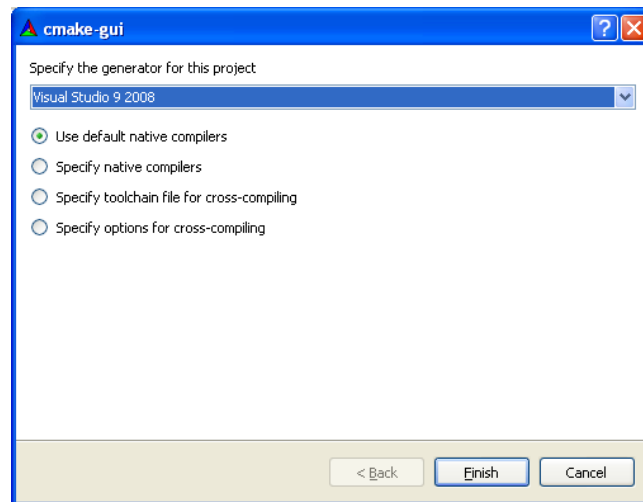 cmake-gui
Specify the generator for this project
Visual Studio 9 2008
Use default native compilers
Specify native compilers
Specify toolchain file for cross-compiling
Specify options for cross-compiling
< Back Finish Cancel